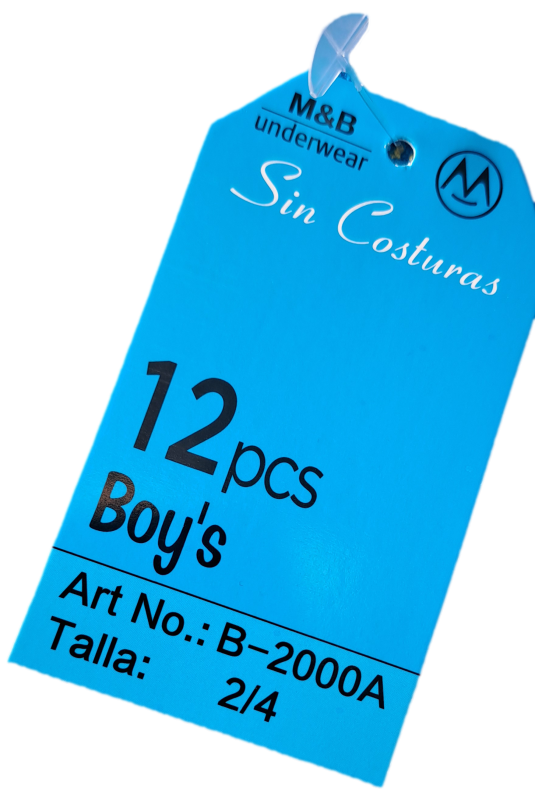 M&B
underwear
Sin Costuras
12pcs
Boy's
Art No.: B-2000A
Talla: 2/4